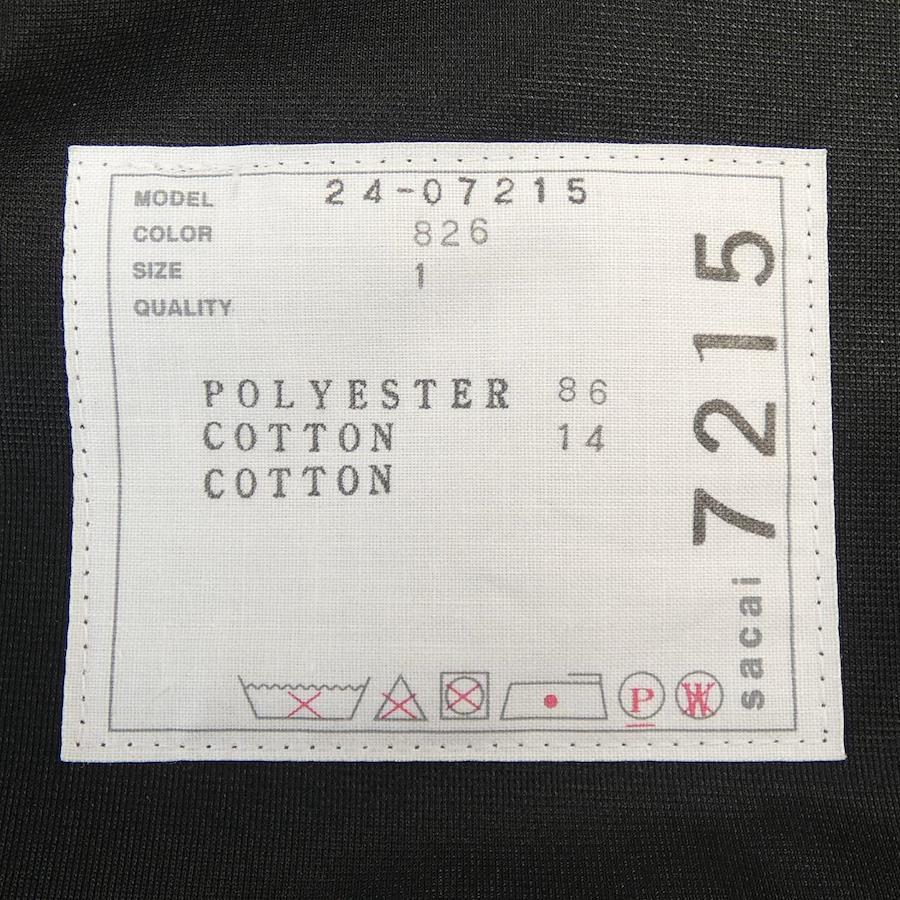 MODEL 24-07215
COLOR 826
SIZE 1
QUALITY
POLYESTER 86
COTTON 14
COTTON
P W
sacai 7215